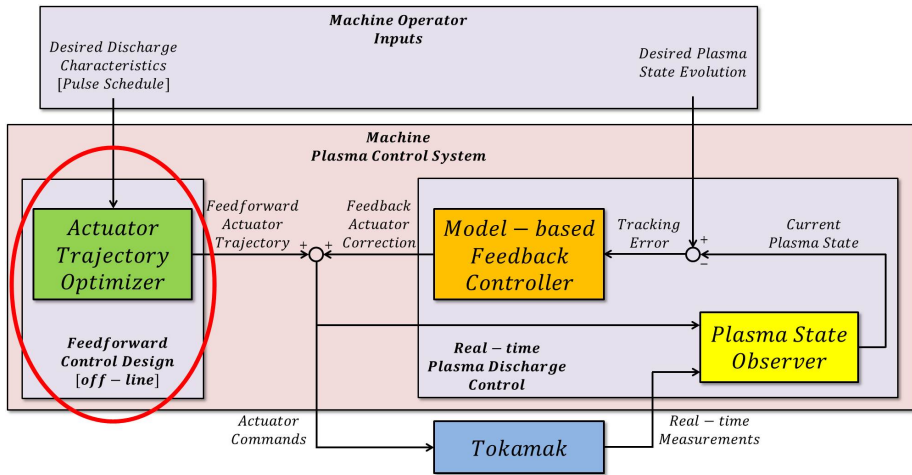 Machine Operator
Inputs
Desired Discharge
Characteristics
[Pulse Schedule]
Desired Plasma
State Evolution
Machine
Plasma Control System
Actuator
Trajectory
Optimizer
Feedforward
Control Design
[off – line]
Feedforward
Actuator
Trajectory
+
+
Feedback
Actuator
Correction
Model – based
Feedback
Controller
Tracking
Error
+
–
Current
Plasma State
Real – time
Plasma Discharge
Control
Plasma State
Observer
Actuator
Commands
Tokamak
Real – time
Measurements